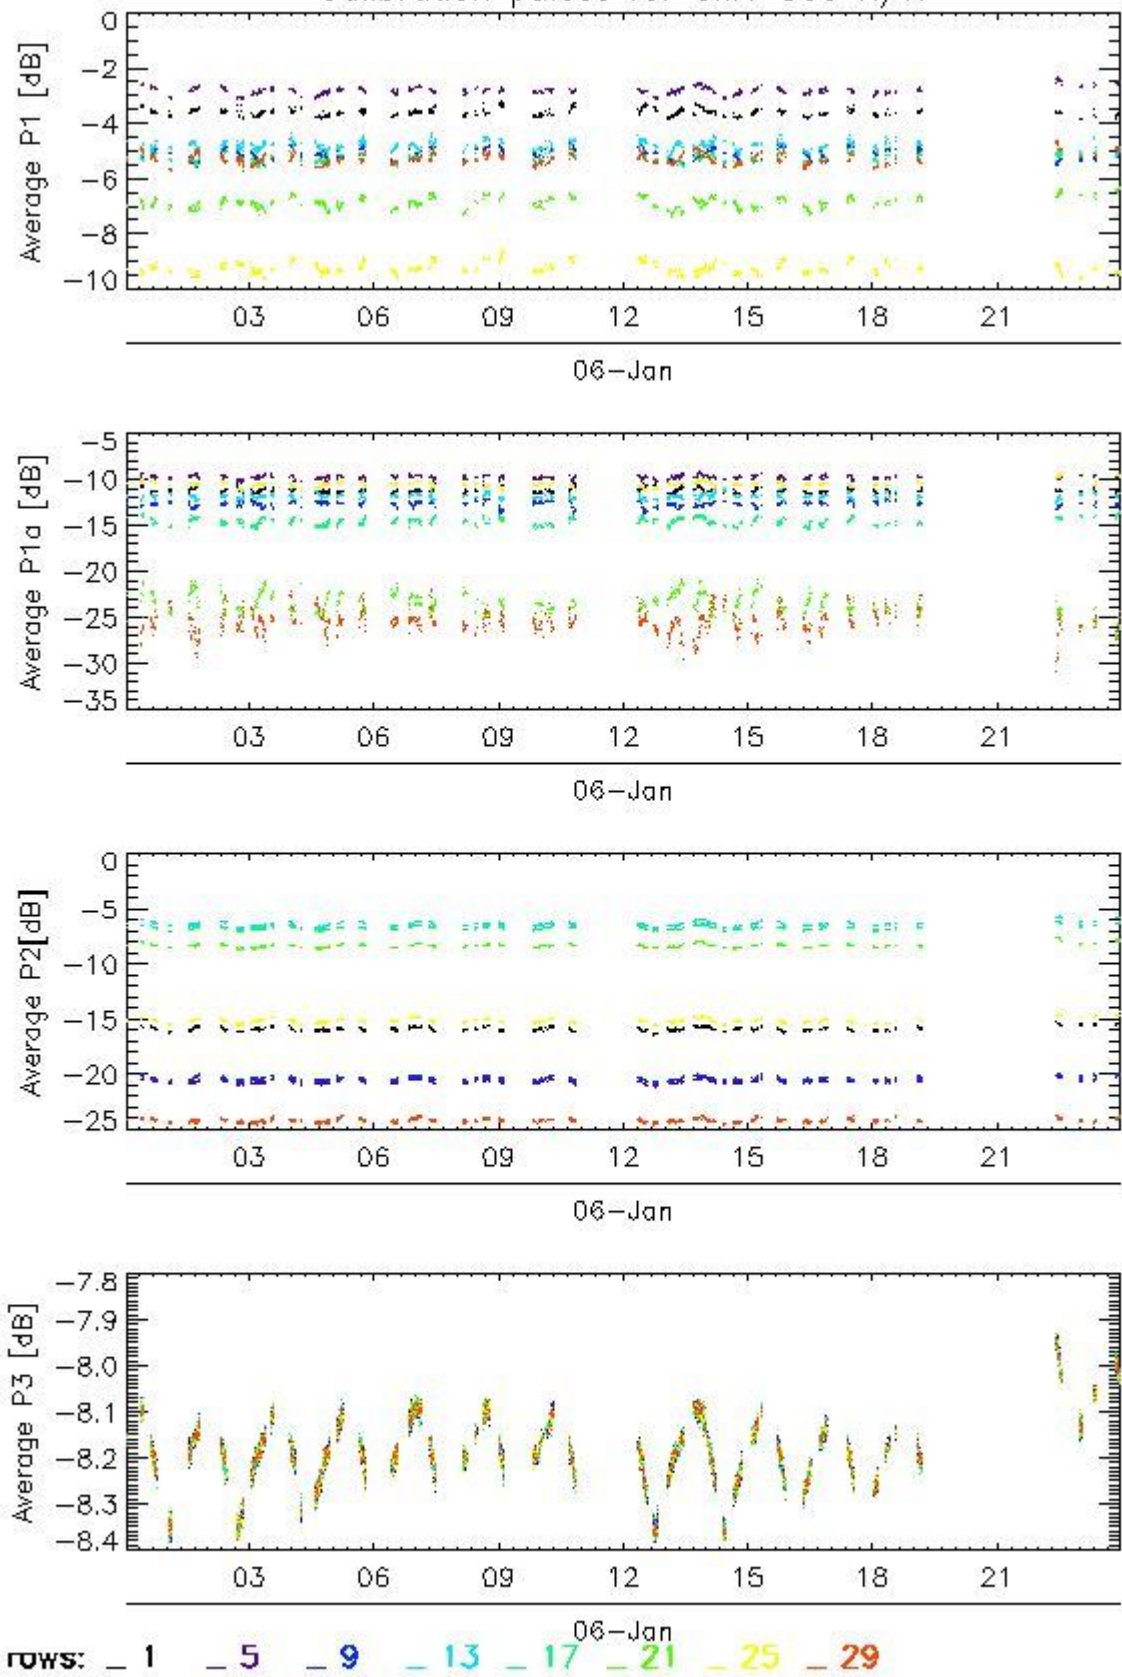 0
-2
-4
-6
-8
-10
Average P1 [dB]
03 06 09 12 15 18 21
06-Jan
-5
-10
-15
-20
-25
-30
-35
Average P1a [dB]
03 06 09 12 15 18 21
06-Jan
0
-5
-10
-15
-20
-25
Average P2[dB]
03 06 09 12 15 18 21
06-Jan
-7.8
-7.9
-8.0
-8.1
-8.2
-8.3
-8.4
Average P3 [dB]
03 06 09 12 15 18 21
06-Jan
rows: _ 1 _ 5 _ 9 _ 13 _ 17 _ 21 _ 25 _ 29